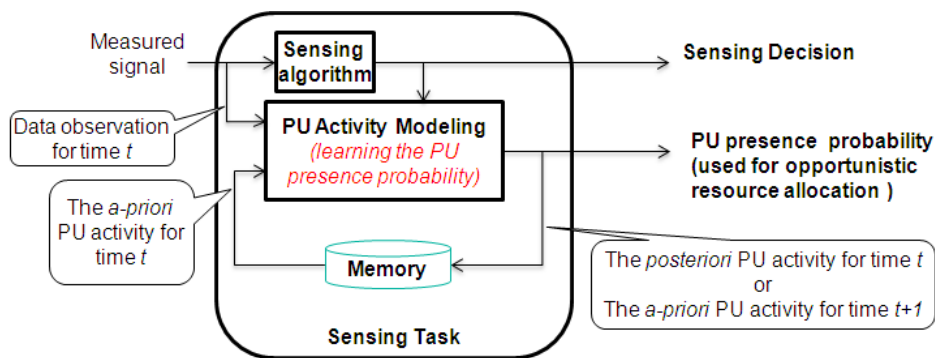 Measured
signal
Sensing
algorithm
Sensing Decision
Data observation
for time t
PU Activity Modeling
(learning the PU
presence probability)
PU presence probability
(used for opportunistic
resource allocation )
The a-priori
PU activity for
time t
Memory
The posteriori PU activity for time t
or
The a-priori PU activity for time t+1
Sensing Task